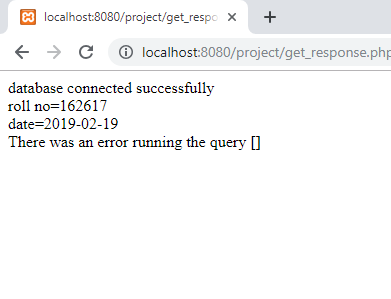 localhost:8080/project/get_respo
localhost:8080/project/get_response.php
database connected successfully
roll no=162617
date=2019-02-19
There was an error running the query []